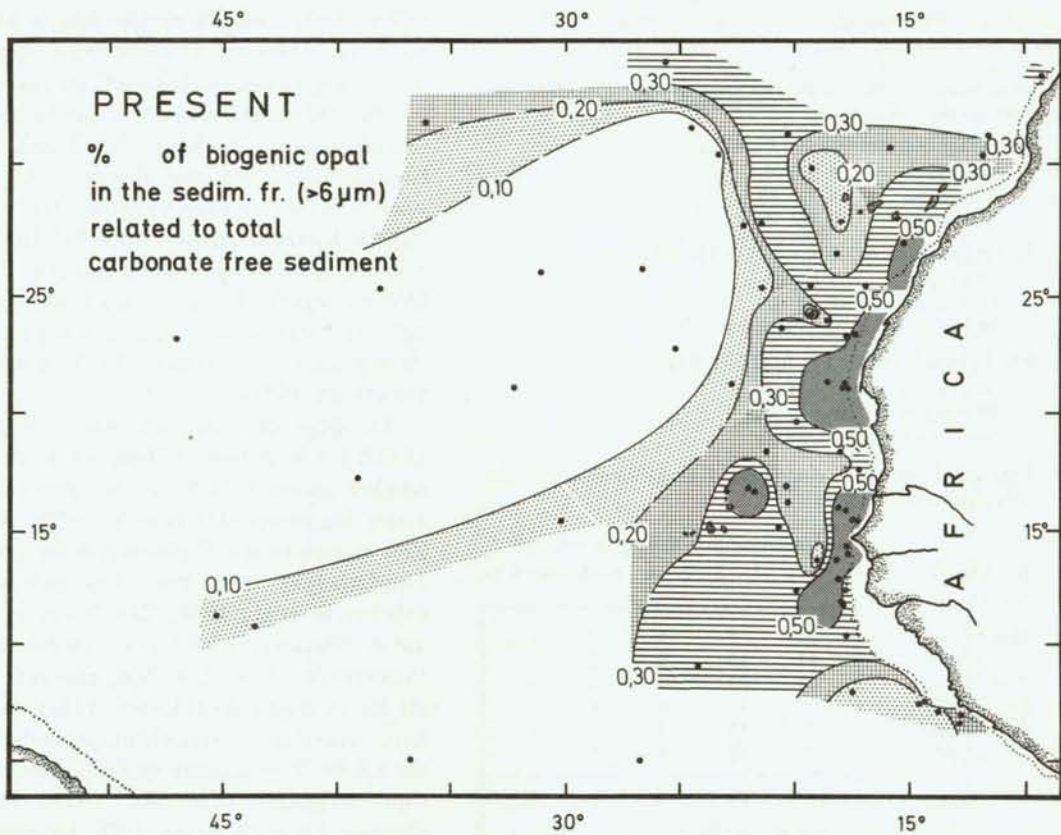 45° 30° 15°
PRESENT
% of biogenic opal
in the sedim. fr. (>6µm)
related to total
carbonate free sediment
0,30
0,20
0,30
0,10
0,30
0,20
0,30
0,50
25° 0,50 25°
0,30
0,50
0,50
15° 0,20 15°
0,10
0,50
0,30
AFRICA
45° 30° 15°